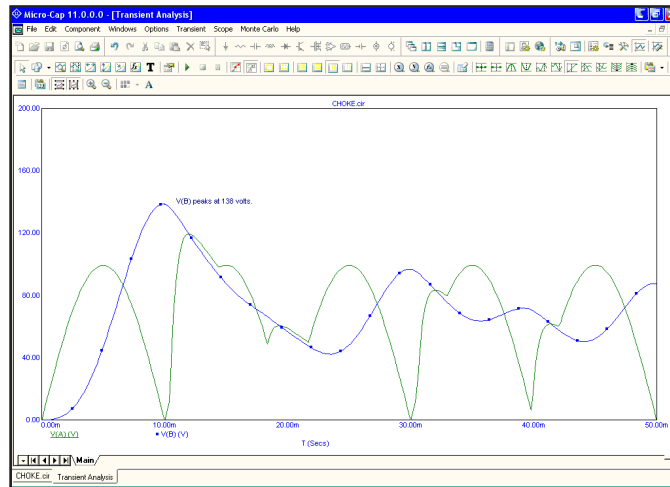 Micro-Cap 11.0.0.0 - [Transient Analysis]
File Edit Component Windows Options Transient Scope Monte Carlo Help
CHOKE.cir
200.00
160.00
V(B) peaks at 138 volts.
120.00
80.00
40.00
0.00
0.00m 10.00m 20.00m 30.00m 40.00m 50.00m
V(A) (V) V(B) (V)
T (Secs)
Main
CHOKE.cir Transient Analysis